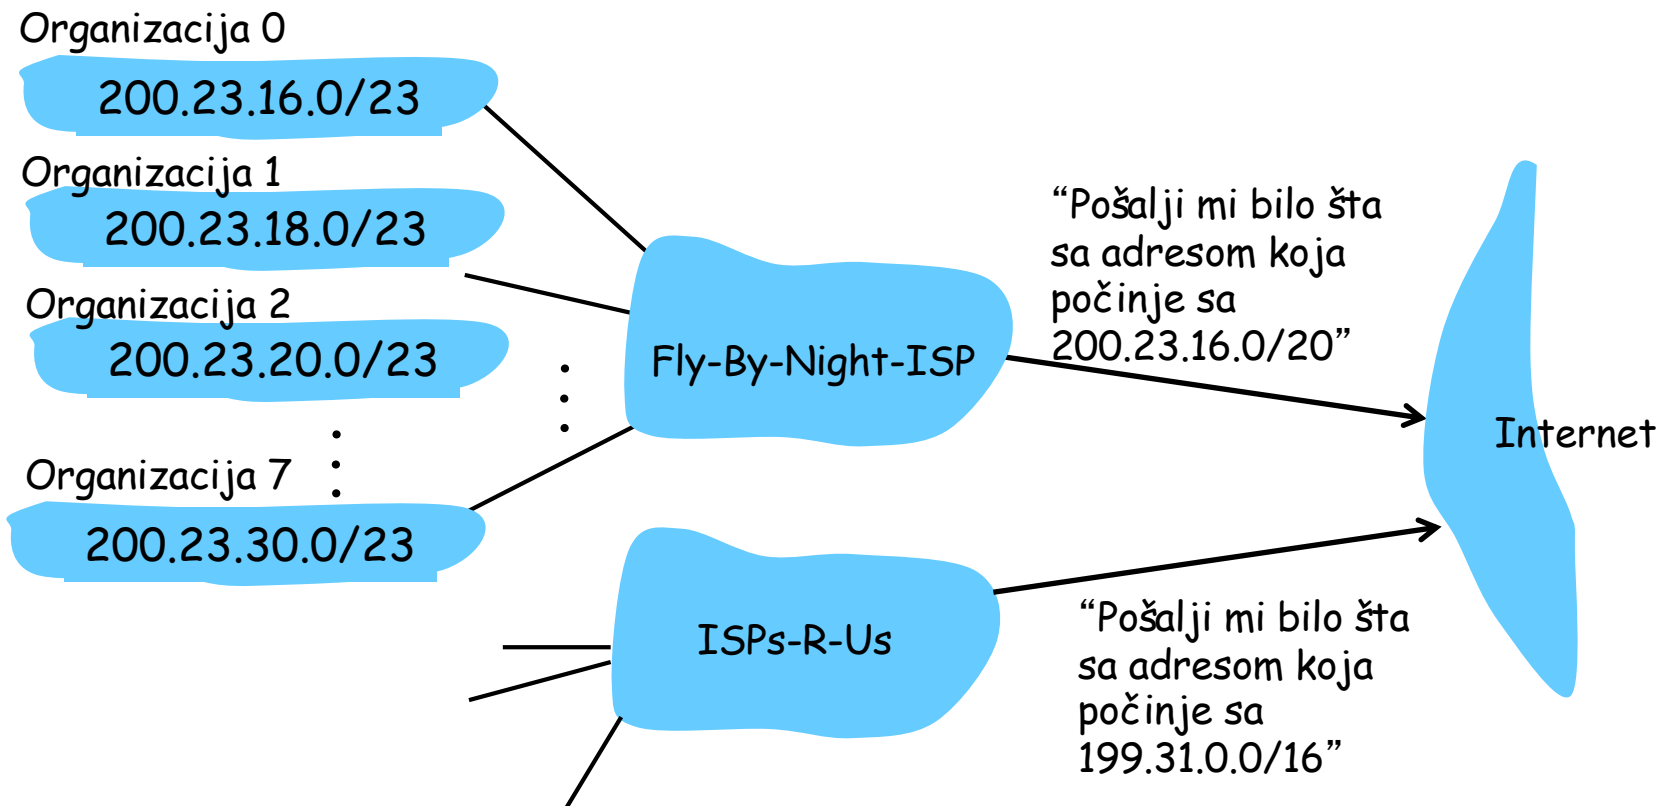 Organizacija 0
200.23.16.0/23
Organizacija 1
200.23.18.0/23
Organizacija 2
200.23.20.0/23
Organizacija 7
200.23.30.0/23
Fly-By-Night-ISP
“Pošalji mi bilo šta
sa adresom koja
počinje sa
200.23.16.0/20”
Internet
ISPs-R-Us
“Pošalji mi bilo šta
sa adresom koja
počinje sa
199.31.0.0/16”